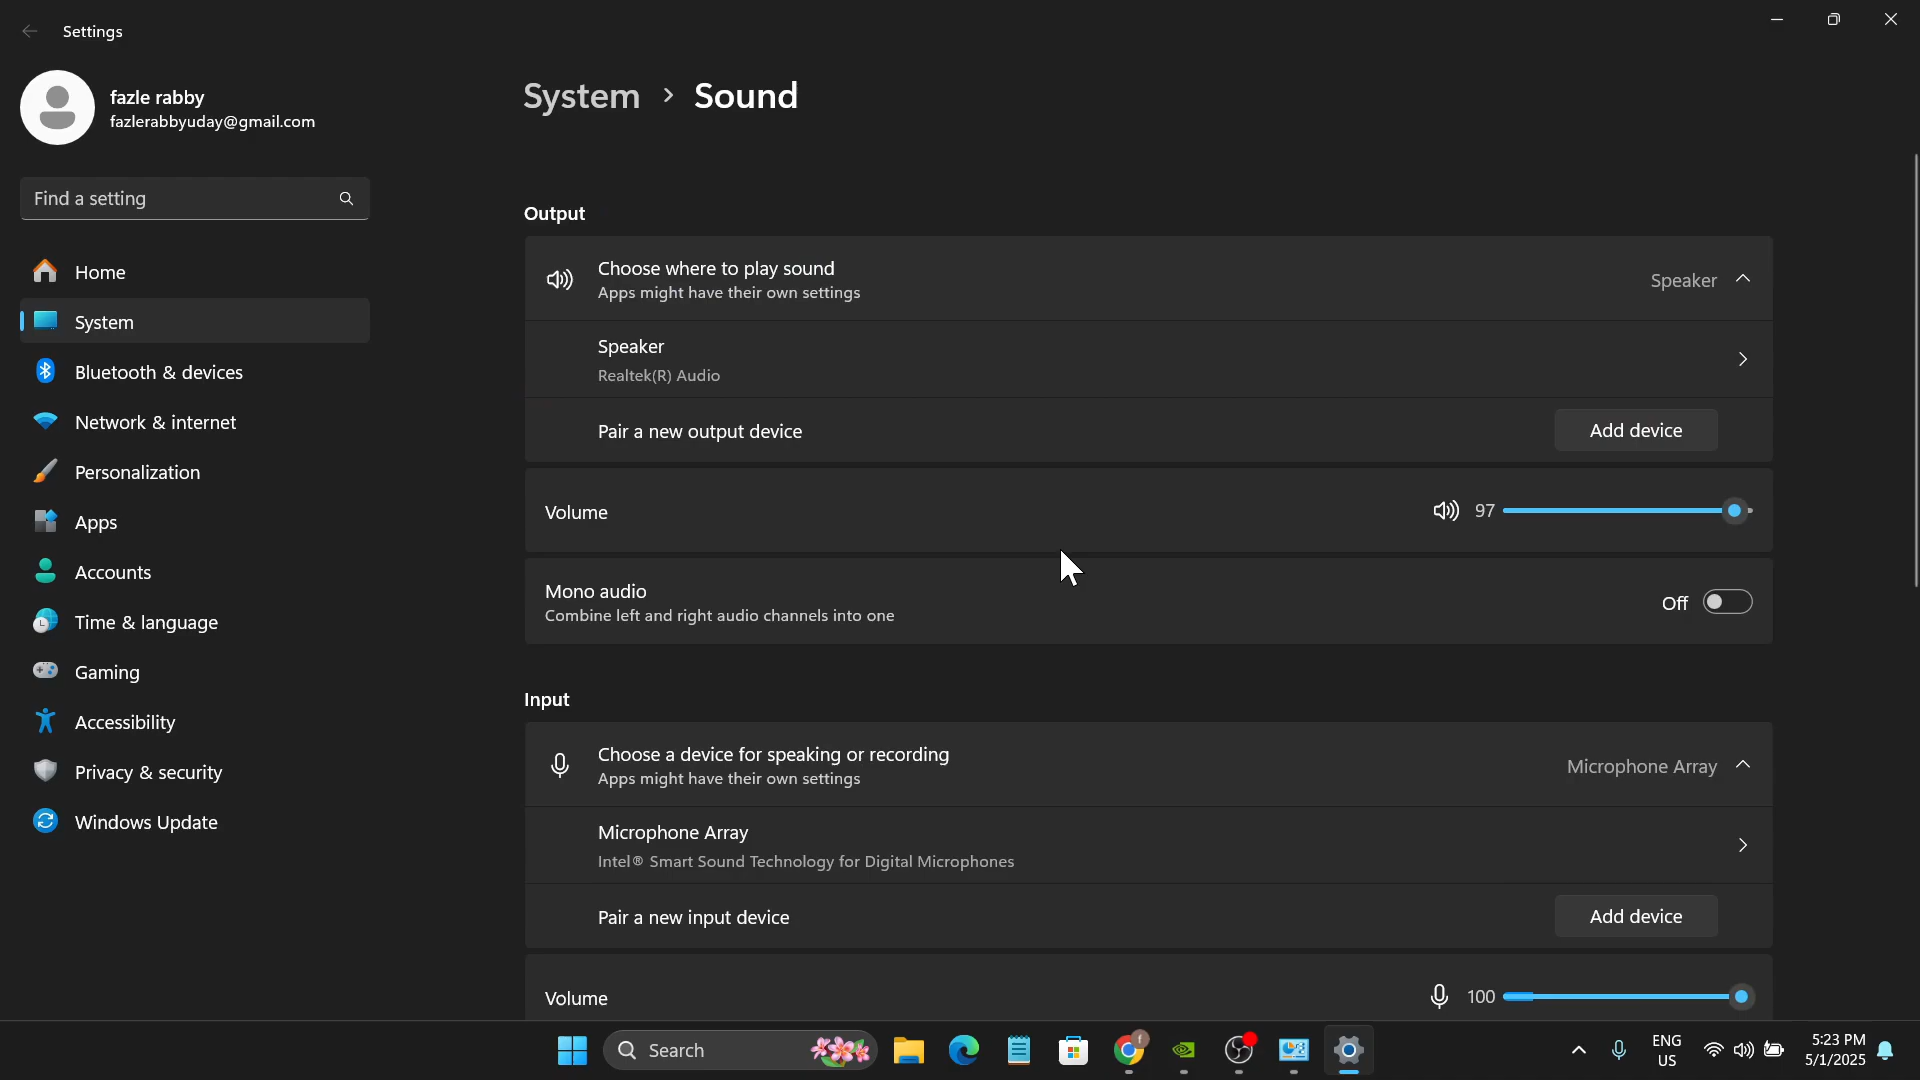 Settings
fazle rabby
fazlerabbyuday@gmail.com
Find a setting
Home
System
Bluetooth & devices
Network & internet
Personalization
Apps
Accounts
Time & language
Gaming
Accessibility
Privacy & security
Windows Update
System > Sound
Output
Choose where to play sound
Apps might have their own settings
Speaker
Speaker
Realtek(R) Audio
Pair a new output device
Add device
Volume
97
Mono audio
Combine left and right audio channels into one
Off
Input
Choose a device for speaking or recording
Apps might have their own settings
Microphone Array
Microphone Array
Intel® Smart Sound Technology for Digital Microphones
Pair a new input device
Add device
Volume
100
Search
f
ENG
US
5:23 PM
5/1/2025